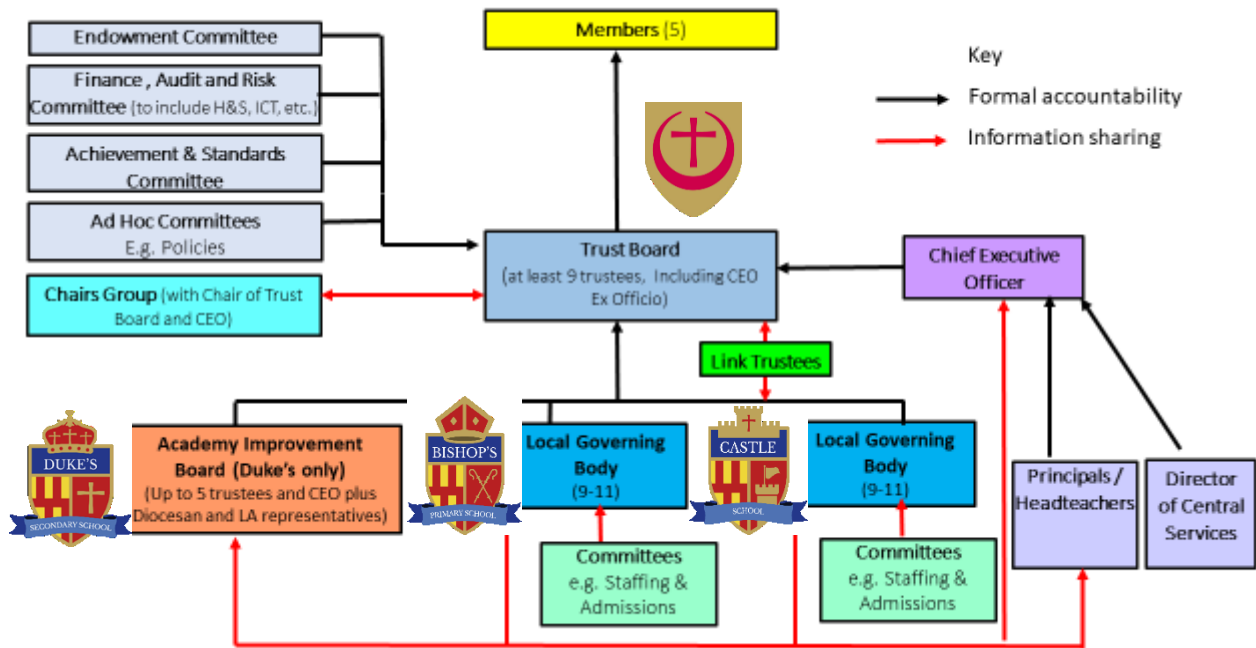 Endowment Committee
Finance , Audit and Risk
Committee (to include H&S, ICT, etc.)
Achievement & Standards
Committee
Ad Hoc Committees
E.g. Policies
Chairs Group (with Chair of Trust
Board and CEO)
Members (5)
Key
Formal accountability
Information sharing
Trust Board
(at least 9 trustees, Including CEO
Ex Officio)
Chief Executive
Officer
Link Trustees
DUKE'S
SECONDARY SCHOOL
Academy Improvement
Board (Duke's only)
(Up to 5 trustees and CEO plus
Diocesan and LA representatives)
BISHOP'S
PRIMARY SCHOOL
Local Governing
Body
(9-11)
CASTLE
SCHOOL
Local Governing
Body
(9-11)
Committees
e.g. Staffing &
Admissions
Committees
e.g. Staffing &
Admissions
Principals /
Headteachers
Director
of Central
Services